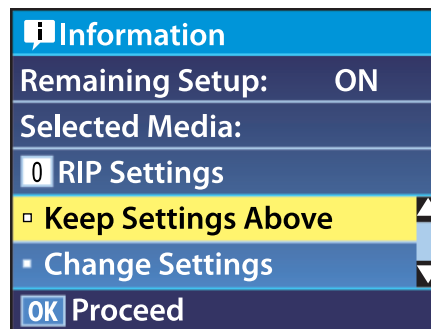 Information
Remaining Setup: ON
Selected Media:
0 RIP Settings
Keep Settings Above
Change Settings
OK Proceed